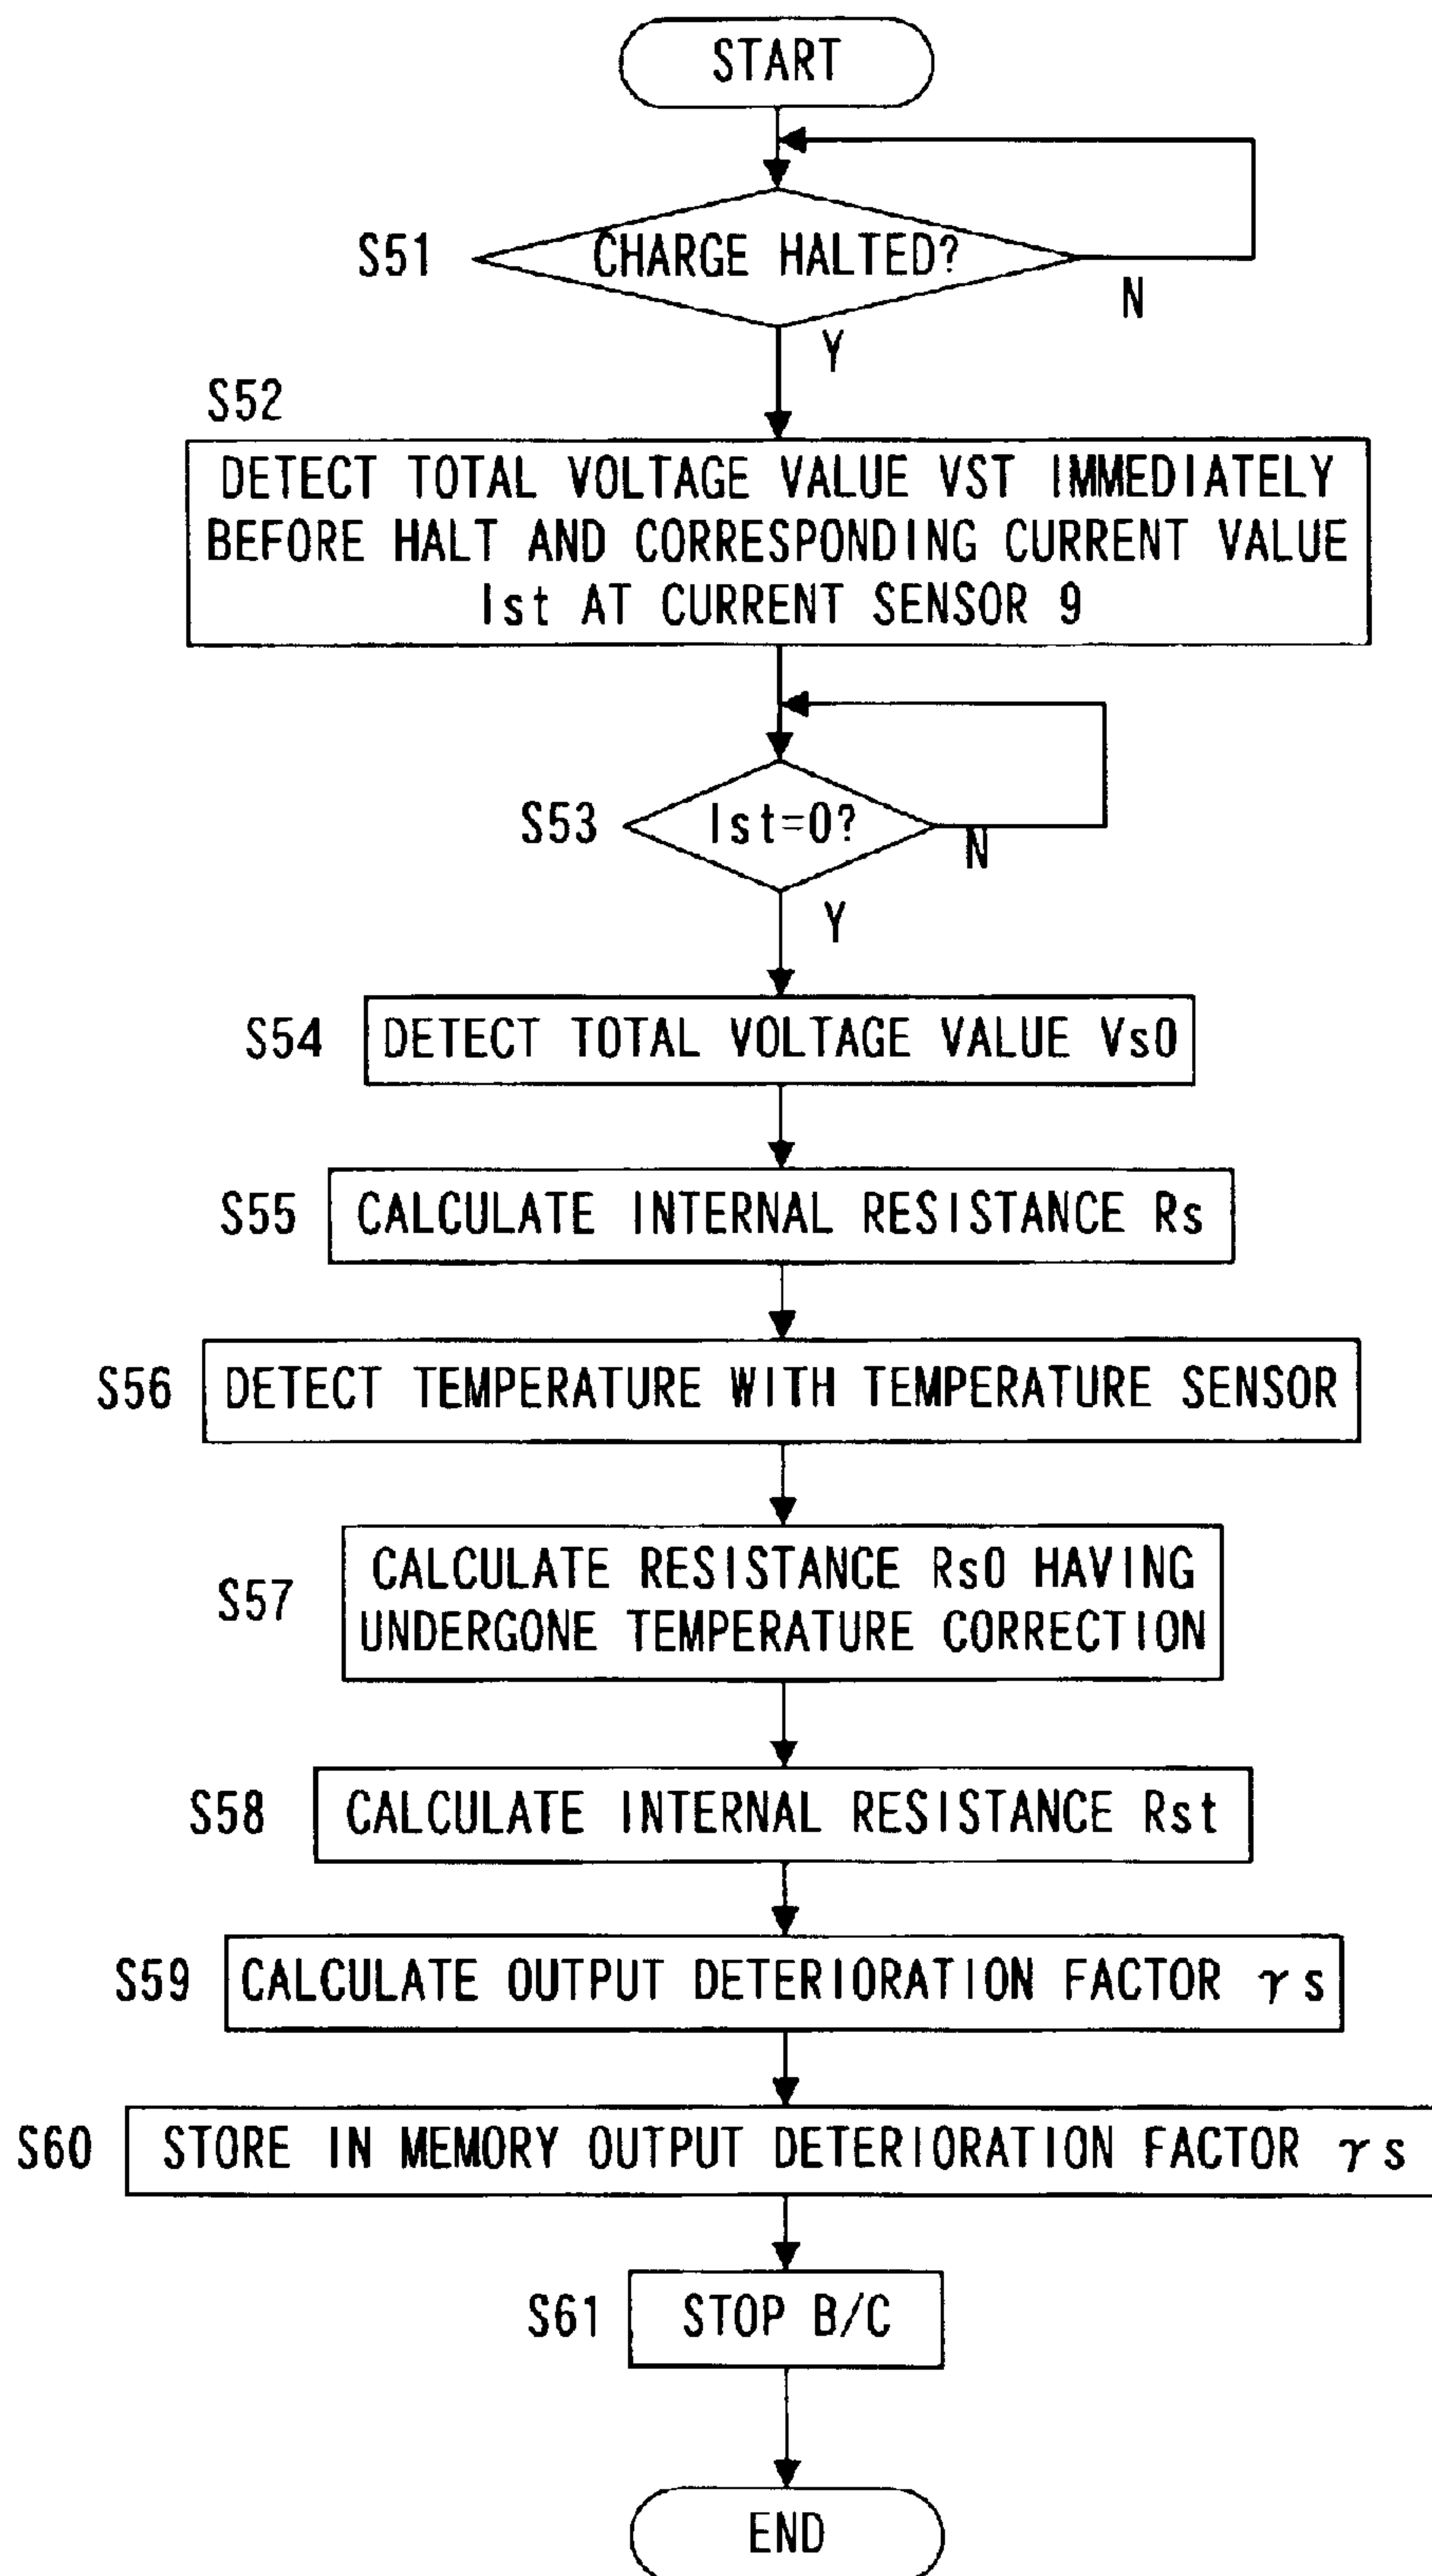 START
S51
CHARGE HALTED?
N
Y
S52
DETECT TOTAL VOLTAGE VALUE VST IMMEDIATELY
BEFORE HALT AND CORRESPONDING CURRENT VALUE
Ist AT CURRENT SENSOR 9
S53
Ist=0?
N
Y
S54
DETECT TOTAL VOLTAGE VALUE Vs0
S55
CALCULATE INTERNAL RESISTANCE Rs
S56
DETECT TEMPERATURE WITH TEMPERATURE SENSOR
S57
CALCULATE RESISTANCE Rs0 HAVING
UNDERGONE TEMPERATURE CORRECTION
S58
CALCULATE INTERNAL RESISTANCE Rst
S59
CALCULATE OUTPUT DETERIORATION FACTOR γs
S60
STORE IN MEMORY OUTPUT DETERIORATION FACTOR γs
S61
STOP B/C
END